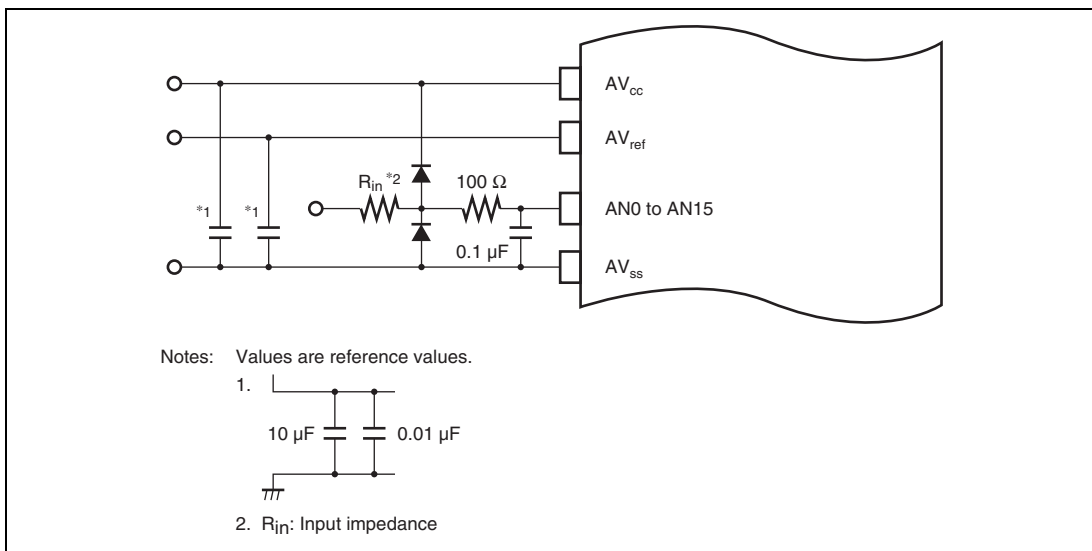 AVcc
AVref
Rin *2
100 Ω
*1
*1
AN0 to AN15
0.1 µF
AVss
Notes: Values are reference values.
1.
10 µF
0.01 µF
2. Rin: Input impedance